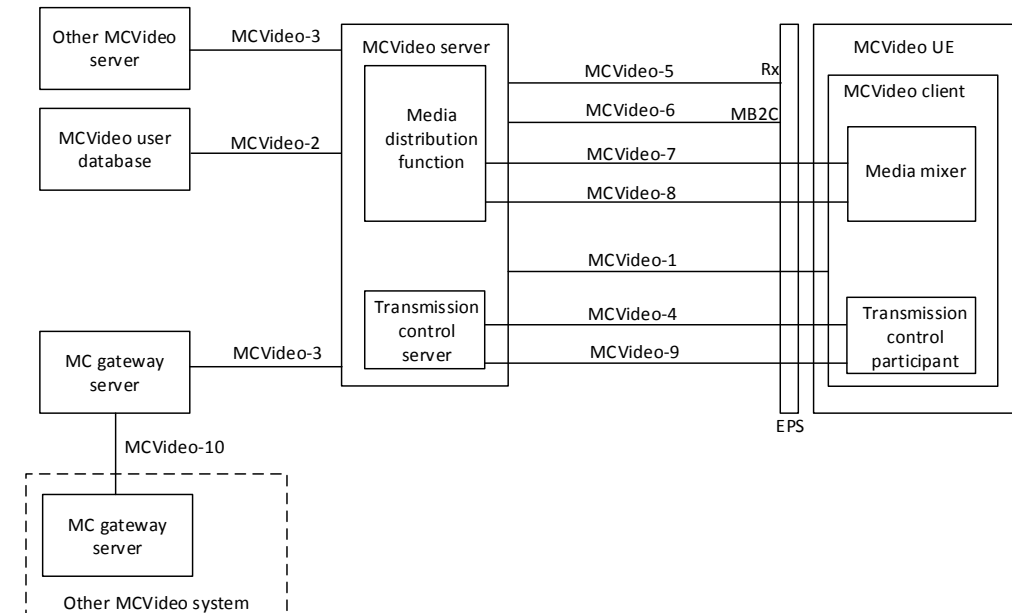 Other MCVideo
server
MCVideo-3
MCVideo user
database
MCVideo-2
MCVideo server
Media
distribution
function
MCVideo-5
Rx
MCVideo-6
MB2C
MCVideo-7
MCVideo-8
MCVideo-1
MCVideo UE
MCVideo client
Media mixer
Transmission
control
server
MCVideo-4
MCVideo-9
Transmission
control
participant
EPS
MC gateway
server
MCVideo-3
MCVideo-10
MC gateway
server
Other MCVideo system